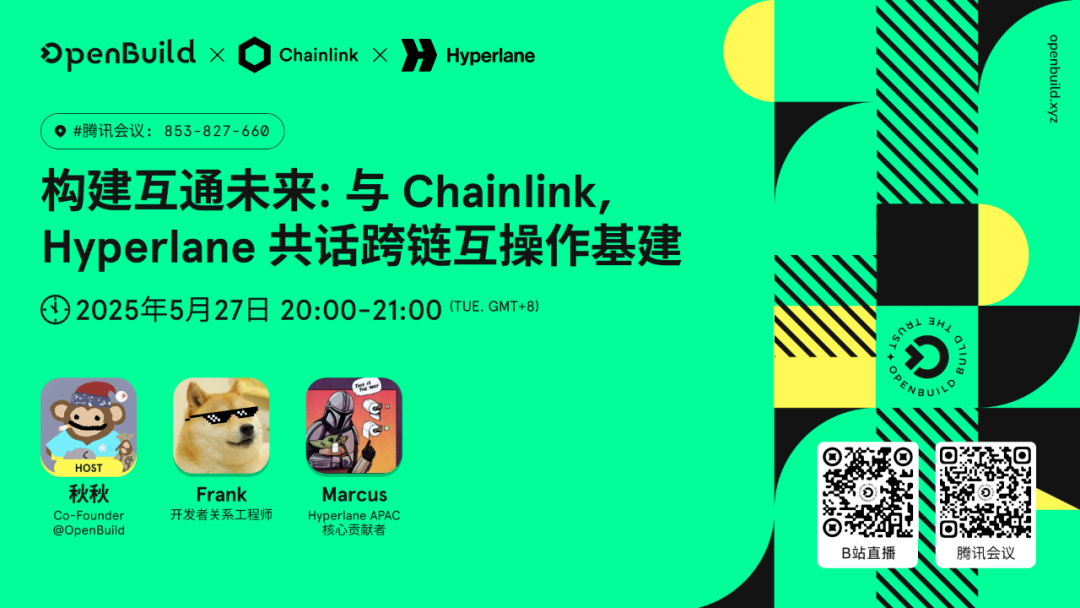 OpenBuild × Chainlink × Hyperlane
openbuild.xyz
#腾讯会议： 853-827-660
构建互通未来: 与 Chainlink,
Hyperlane 共话跨链互操作基建
2025年5月27日 20:00-21:00 (TUE. GMT+8)
OPENBUILD BUILD THE TRUST
THIS IS THE WAY
HOST
秋秋
Co-Founder
@OpenBuild
Frank
开发者关系工程师
Marcus
Hyperlane APAC
核心贡献者
B站直播
腾讯会议